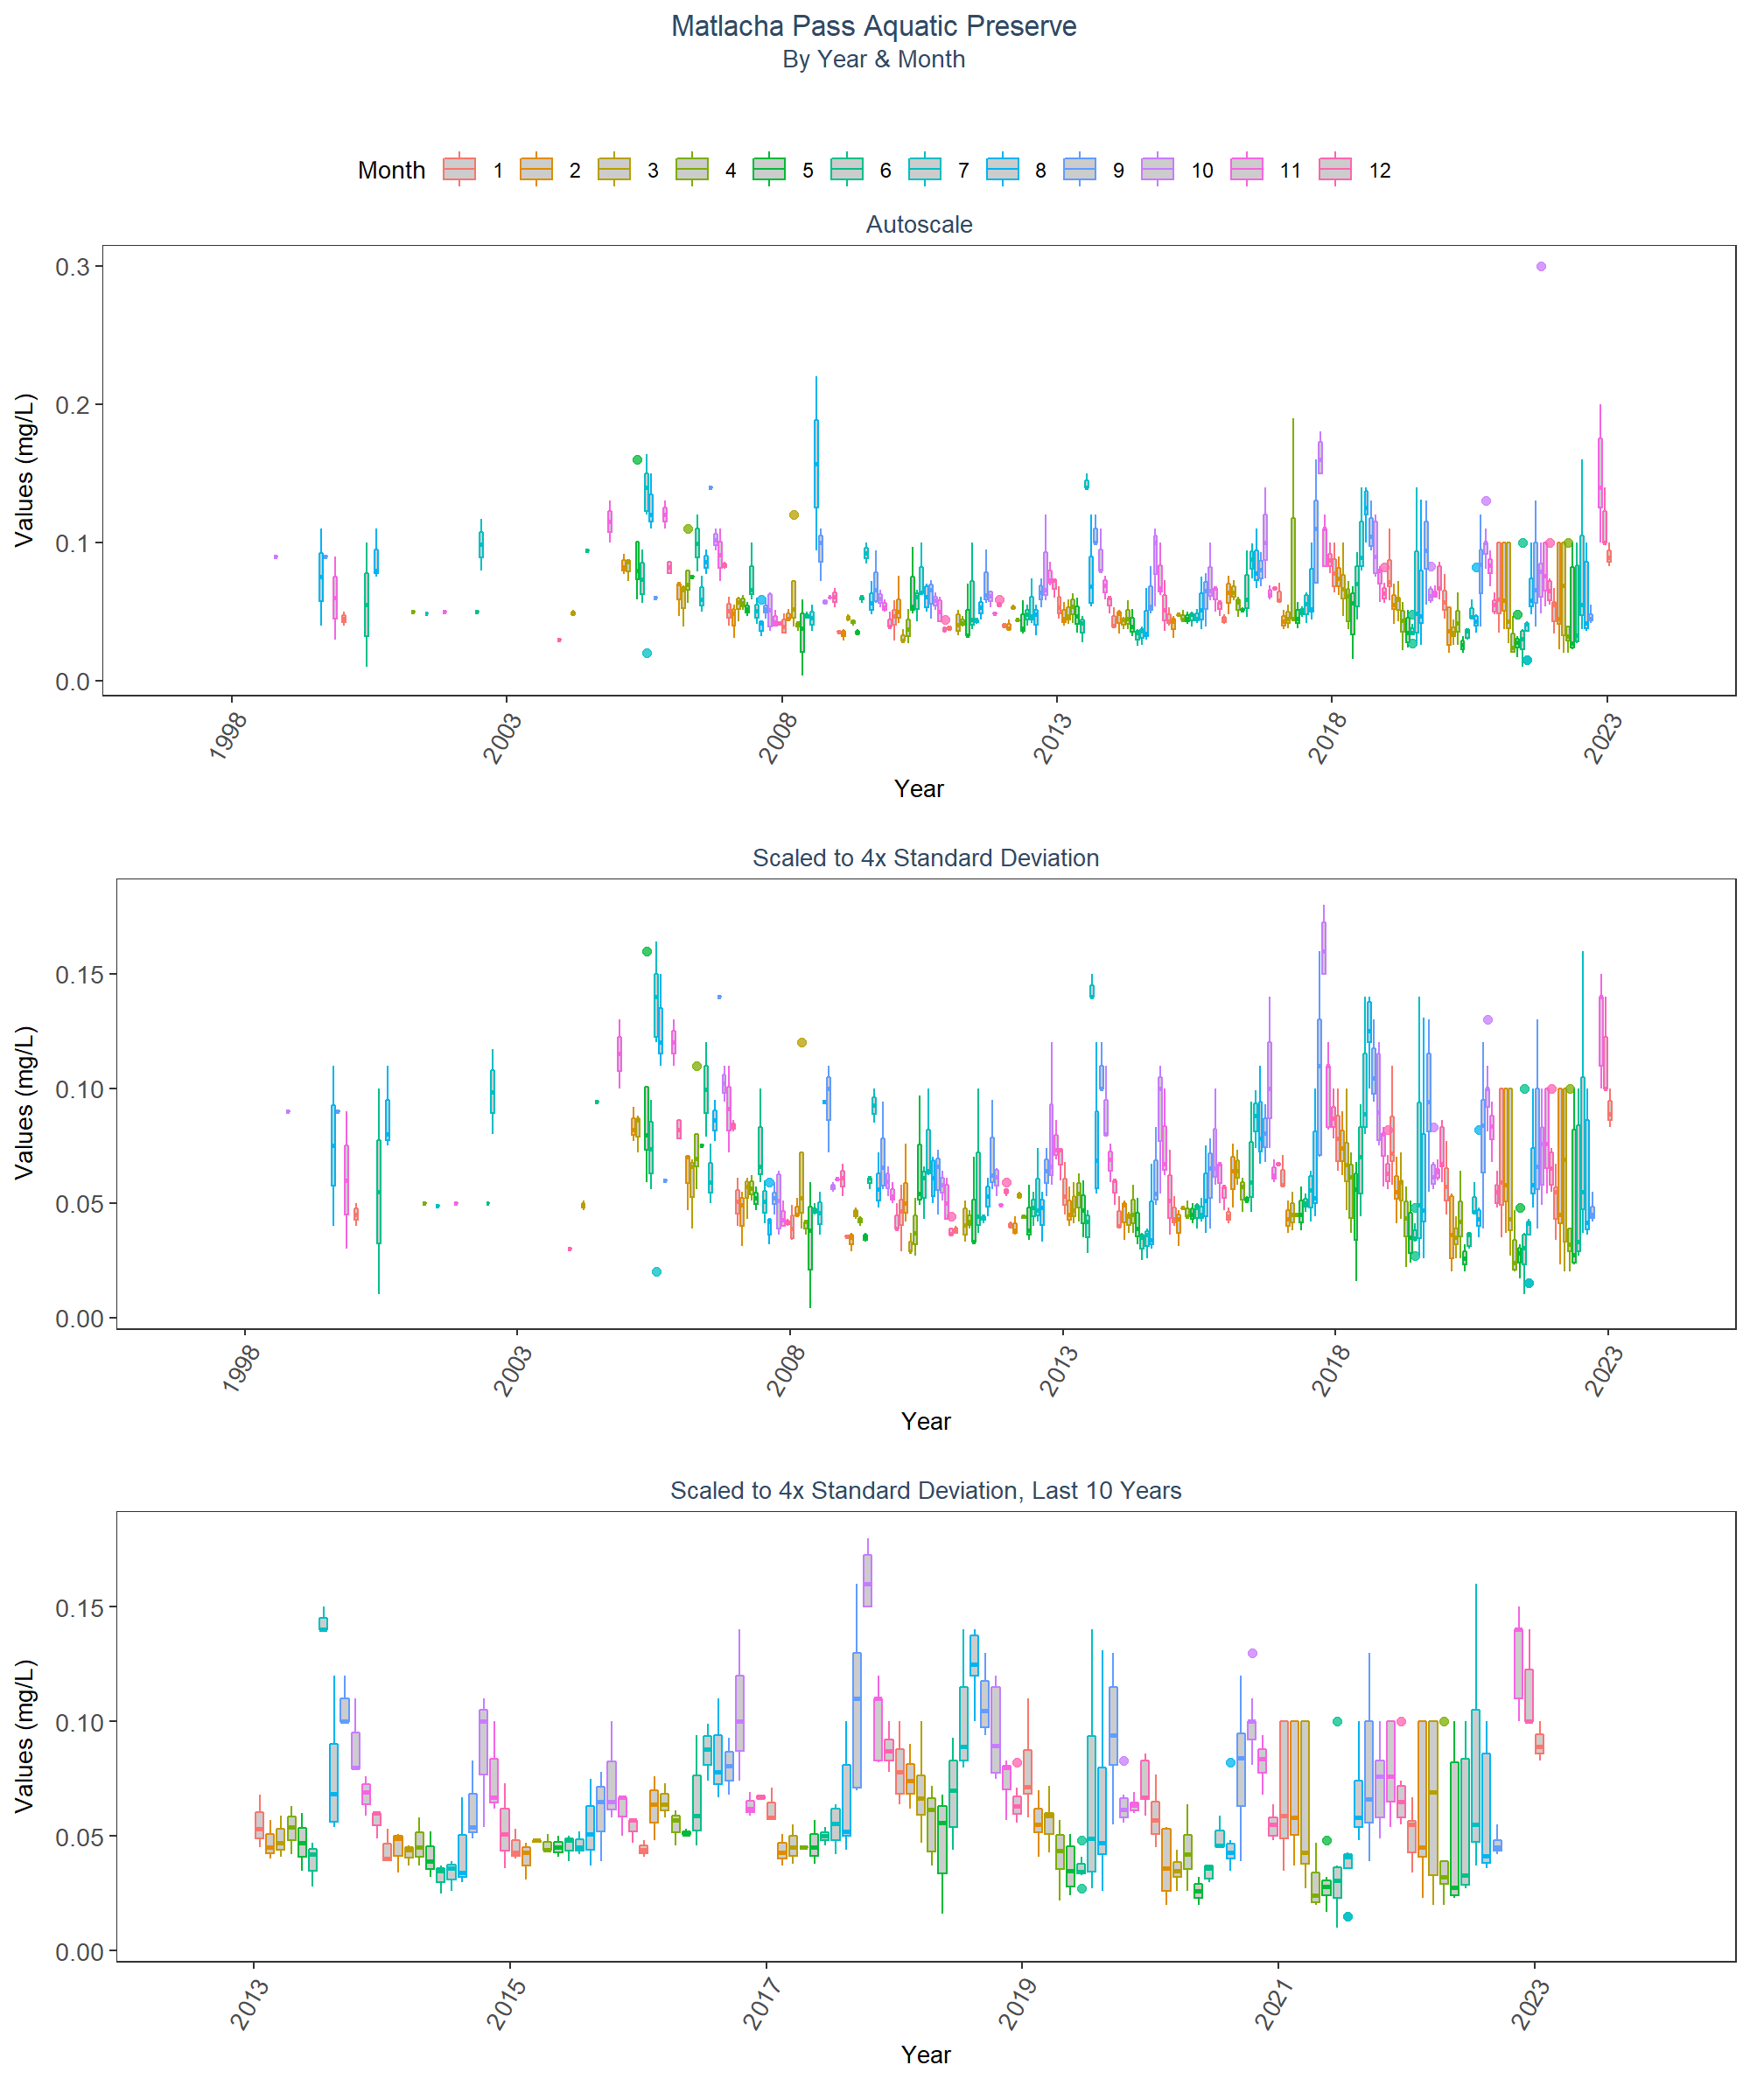 Matlacha Pass Aquatic Preserve
By Year & Month
Month 1 2 3 4 5 6 7 8 9 10 11 12
Autoscale
Values (mg/L)
0.3
0.2
0.1
0.0
1998 2003 2008 2013 2018 2023
Year
Scaled to 4x Standard Deviation
Values (mg/L)
0.15
0.10
0.05
0.00
1998 2003 2008 2013 2018 2023
Year
Scaled to 4x Standard Deviation, Last 10 Years
Values (mg/L)
0.15
0.10
0.05
0.00
2013 2015 2017 2019 2021 2023
Year